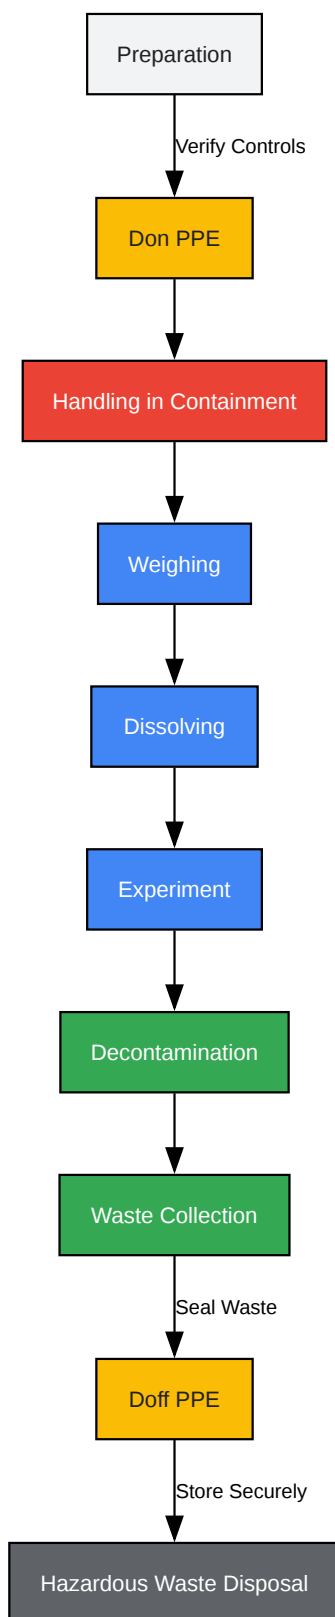 Preparation
Verify Controls
Don PPE
Handling in Containment
Weighing
Dissolving
Experiment
Decontamination
Waste Collection
Seal Waste
Doff PPE
Store Securely
Hazardous Waste Disposal